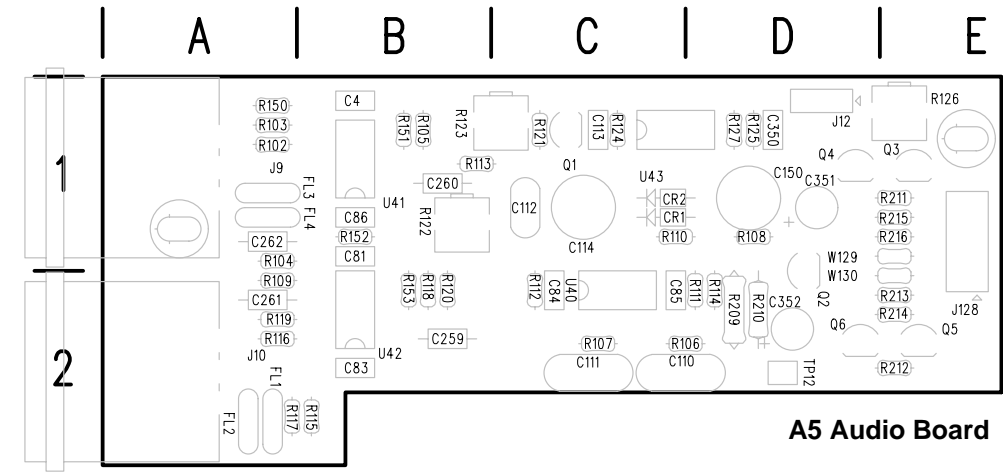 A B C D E
1
2
R150
R103
R102
J9
FL3
FL4
C262
R104
R109
C261
R119
R116
J10
FL1
FL2
R117
R115
C4
R151
R105
R123
R113
C260
U41
C86
R152
C81
R122
R153
R118
R120
C259
U42
C83
R121
C113
R124
Q1
U43
C112
C114
CR2
CR1
R110
R112
C84
U40
C85
R111
R114
R107
R106
C111
C110
R127
R125
C350
J12
C150
C351
R108
Q4
Q3
R126
R211
R215
R216
W129
W130
R213
R214
J128
R209
R210
C352
Q2
Q6
Q5
TP12
R212
A5 Audio Board